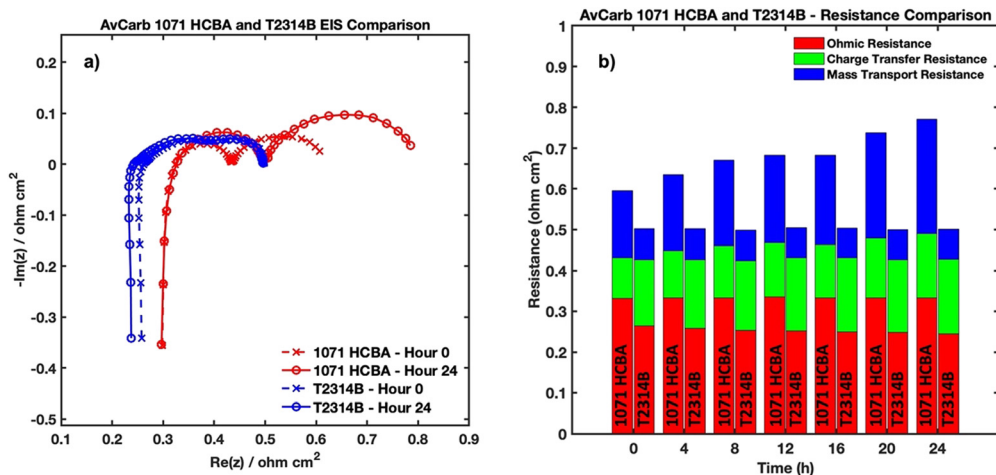 AvCarb 1071 HCBA and T2314B EIS Comparison
a)
-Im(z) / ohm cm2
0.2
0.1
0
-0.1
-0.2
-0.3
-0.4
-0.5
1071 HCBA - Hour 0
1071 HCBA - Hour 24
T2314B - Hour 0
T2314B - Hour 24
0.1 0.2 0.3 0.4 0.5 0.6 0.7 0.8 0.9
Re(z) / ohm cm2
AvCarb 1071 HCBA and T2314B - Resistance Comparison
b)
Ohmic Resistance
Charge Transfer Resistance
Mass Transport Resistance
Resistance (ohm cm2)
1
0.9
0.8
0.7
0.6
0.5
0.4
0.3
0.2
0.1
0
1071 HCBA
T2314B
1071 HCBA
T2314B
1071 HCBA
T2314B
1071 HCBA
T2314B
1071 HCBA
T2314B
1071 HCBA
T2314B
1071 HCBA
T2314B
0 4 8 12 16 20 24
Time (h)